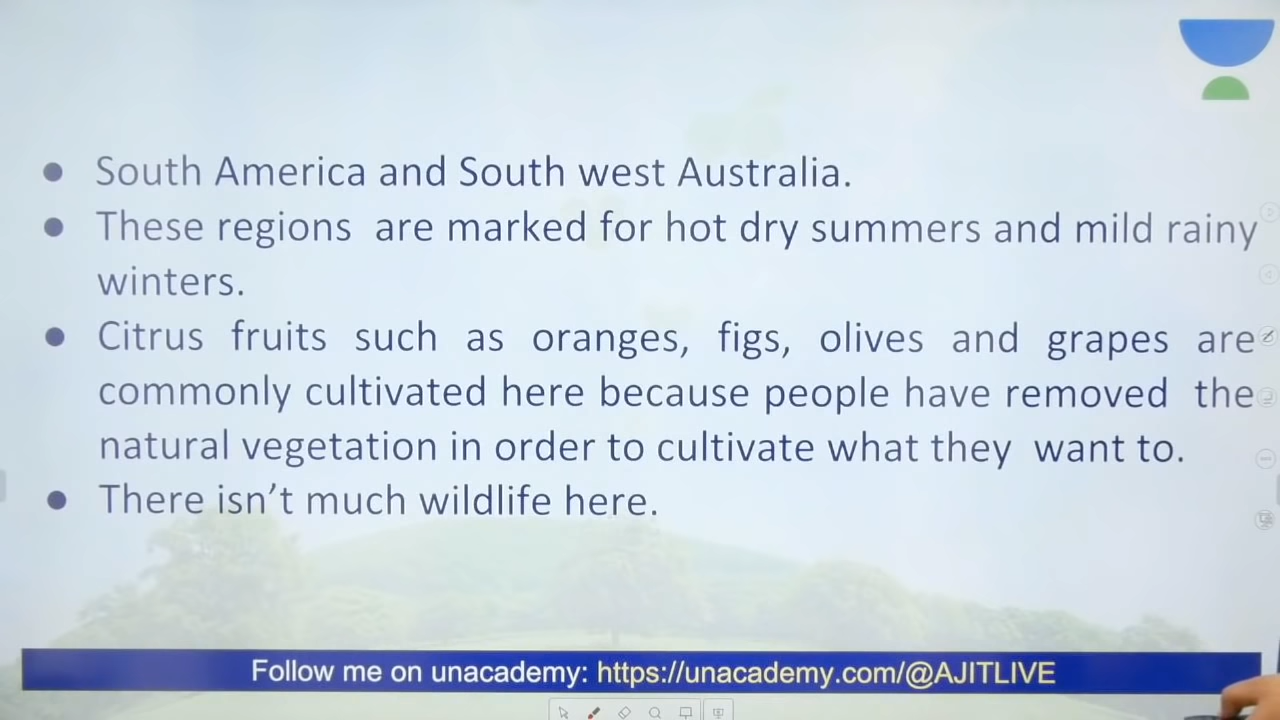 ● South America and South west Australia.
● These regions are marked for hot dry summers and mild rainy
winters.
● Citrus fruits such as oranges, figs, olives and grapes are
commonly cultivated here because people have removed the
natural vegetation in order to cultivate what they want to.
● There isn't much wildlife here.
Follow me on unacademy: https://unacademy.com/@AJITLIVE